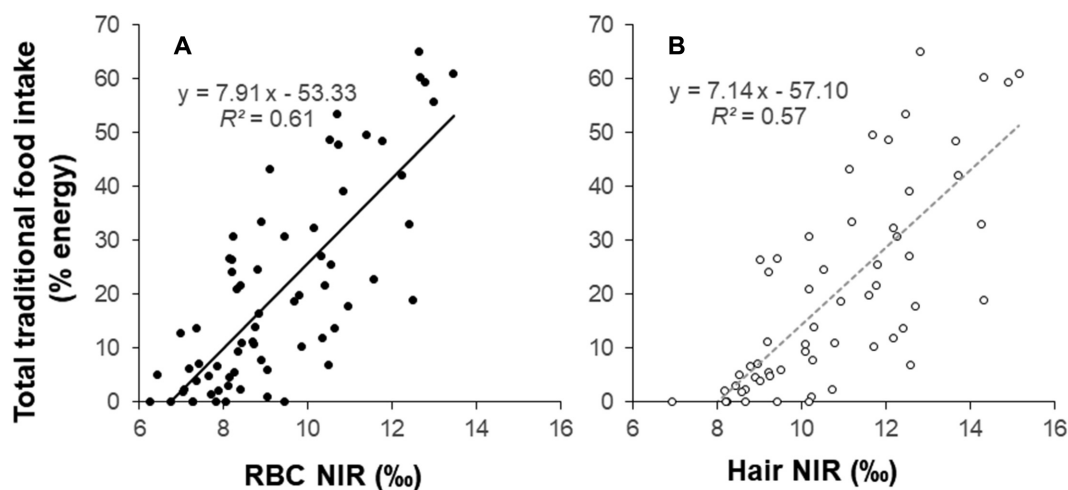 Total traditional food intake
(% energy)
70
60
50
40
30
20
10
0
A
y = 7.91 x - 53.33
R² = 0.61
6 8 10 12 14 16
RBC NIR (‰)
70
60
50
40
30
20
10
0
B
y = 7.14 x - 57.10
R² = 0.57
6 8 10 12 14 16
Hair NIR (‰)